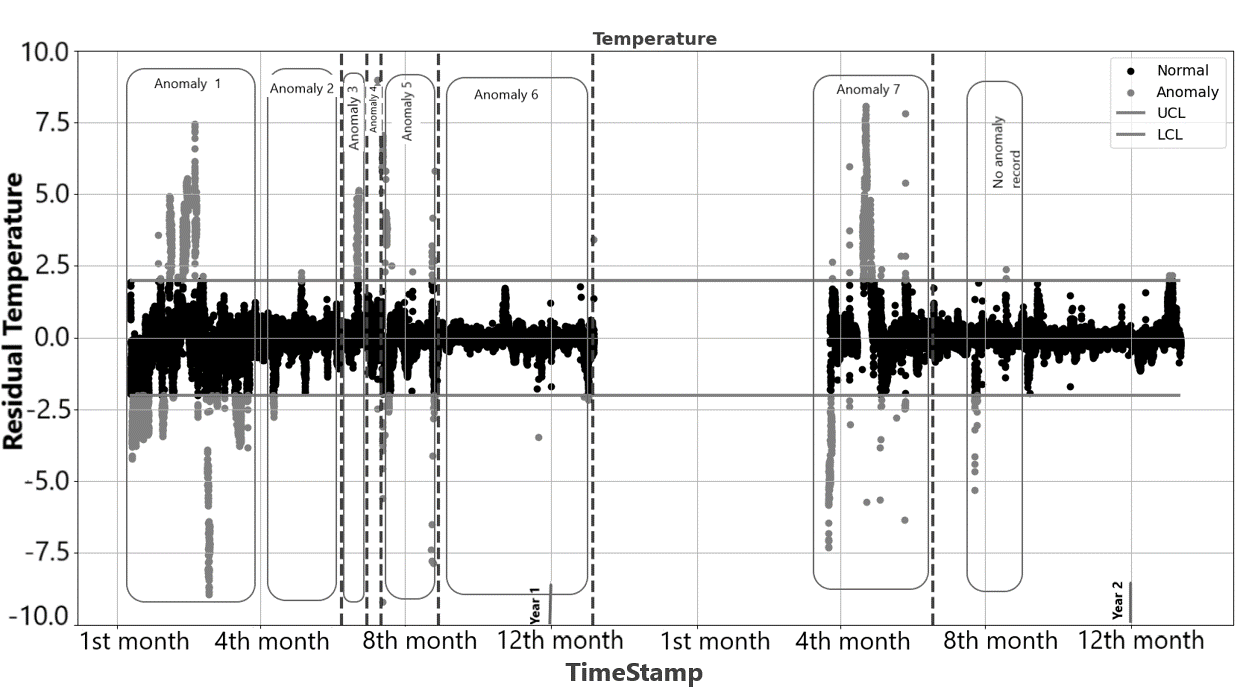 Temperature
10.0
7.5
5.0
2.5
0.0
-2.5
-5.0
-7.5
-10.0
Residual Temperature
Anomaly 1
Anomaly 2
Anomaly 3
Anomaly 4
Anomaly 5
Anomaly 6
Anomaly 7
No anomaly
record
Normal
Anomaly
UCL
LCL
Year 1
Year 2
1st month
4th month
8th month
12th month
1st month
4th month
8th month
12th month
TimeStamp